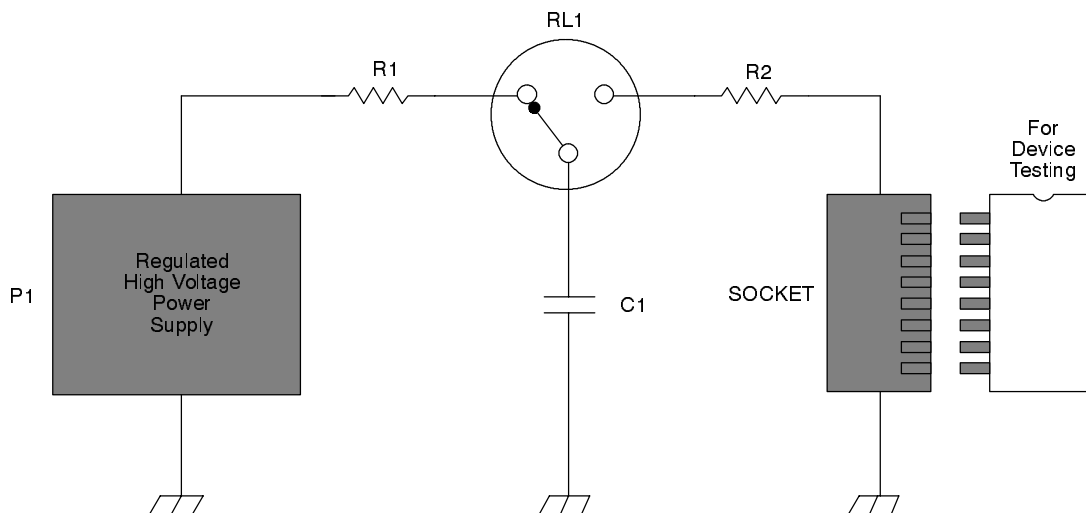 RL1
R1
R2
For
Device
Testing
Regulated
High Voltage
Power
Supply
P1
C1
SOCKET